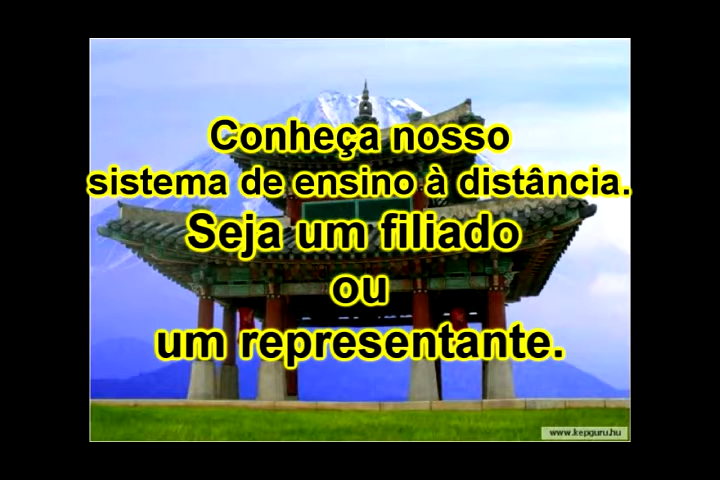 Conheça nosso
sistema de ensino à distância.
Seja um filiado
ou
um representante.
www.kepguru.hu